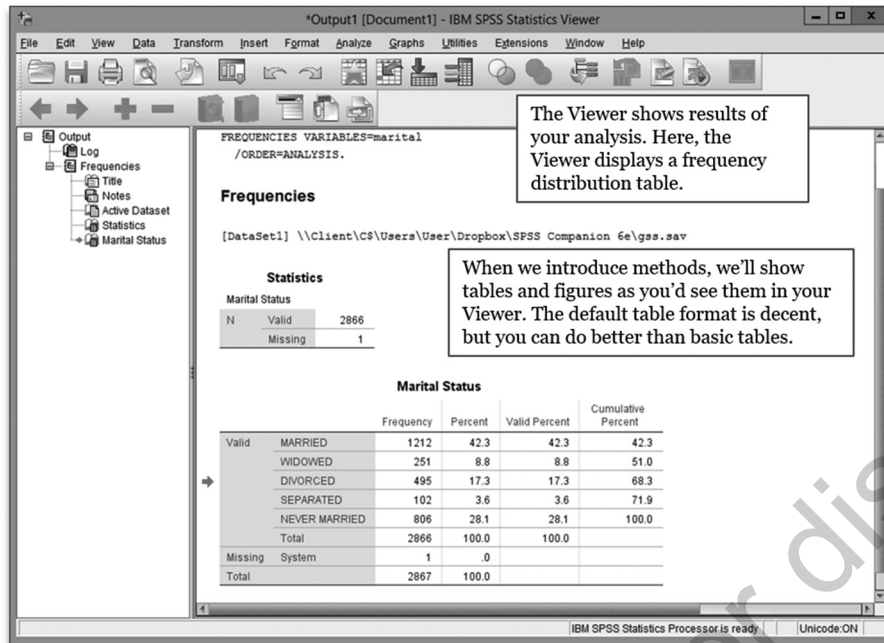 *Output1 [Document1] - IBM SPSS Statistics Viewer
File Edit View Data Transform Insert Format Analyze Graphs Utilities Extensions Window Help
Output
Log
Frequencies
Title
Notes
Active Dataset
Statistics
Marital Status
FREQUENCIES VARIABLES=marital
/ORDER=ANALYSIS.
The Viewer shows results of
your analysis. Here, the
Viewer displays a frequency
distribution table.
Frequencies
[DataSet1] \\Client\C$\Users\User\Dropbox\SPSS Companion 6e\gss.sav
When we introduce methods, we'll show
tables and figures as you'd see them in your
Viewer. The default table format is decent,
but you can do better than basic tables.
Statistics
Marital Status
N Valid 2866
Missing 1
Marital Status
Frequency Percent Valid Percent Cumulative
Percent
Valid MARRIED 1212 42.3 42.3 42.3
WIDOWED 251 8.8 8.8 51.0
DIVORCED 495 17.3 17.3 68.3
SEPARATED 102 3.6 3.6 71.9
NEVER MARRIED 806 28.1 28.1 100.0
Total 2866 100.0 100.0
Missing System 1 .0
Total 2867 100.0
IBM SPSS Statistics Processor is ready Unicode:ON